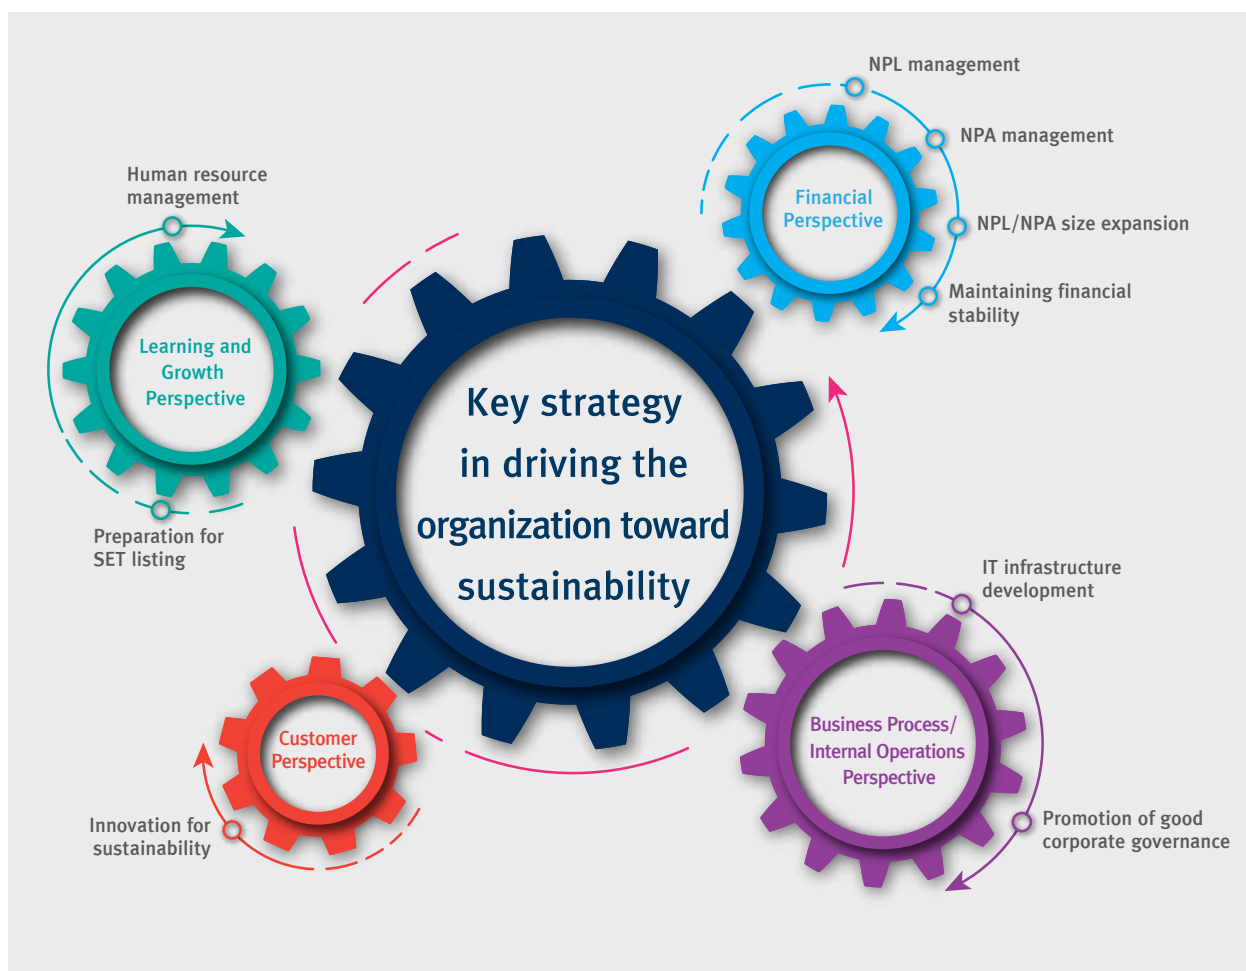 Key strategy
in driving the
organization toward
sustainability
Financial
Perspective
NPL management
NPA management
NPL/NPA size expansion
Maintaining financial
stability
Human resource
management
Learning and
Growth
Perspective
Preparation for
SET listing
Customer
Perspective
Innovation for
sustainability
Business Process/
Internal Operations
Perspective
IT infrastructure
development
Promotion of good
corporate governance